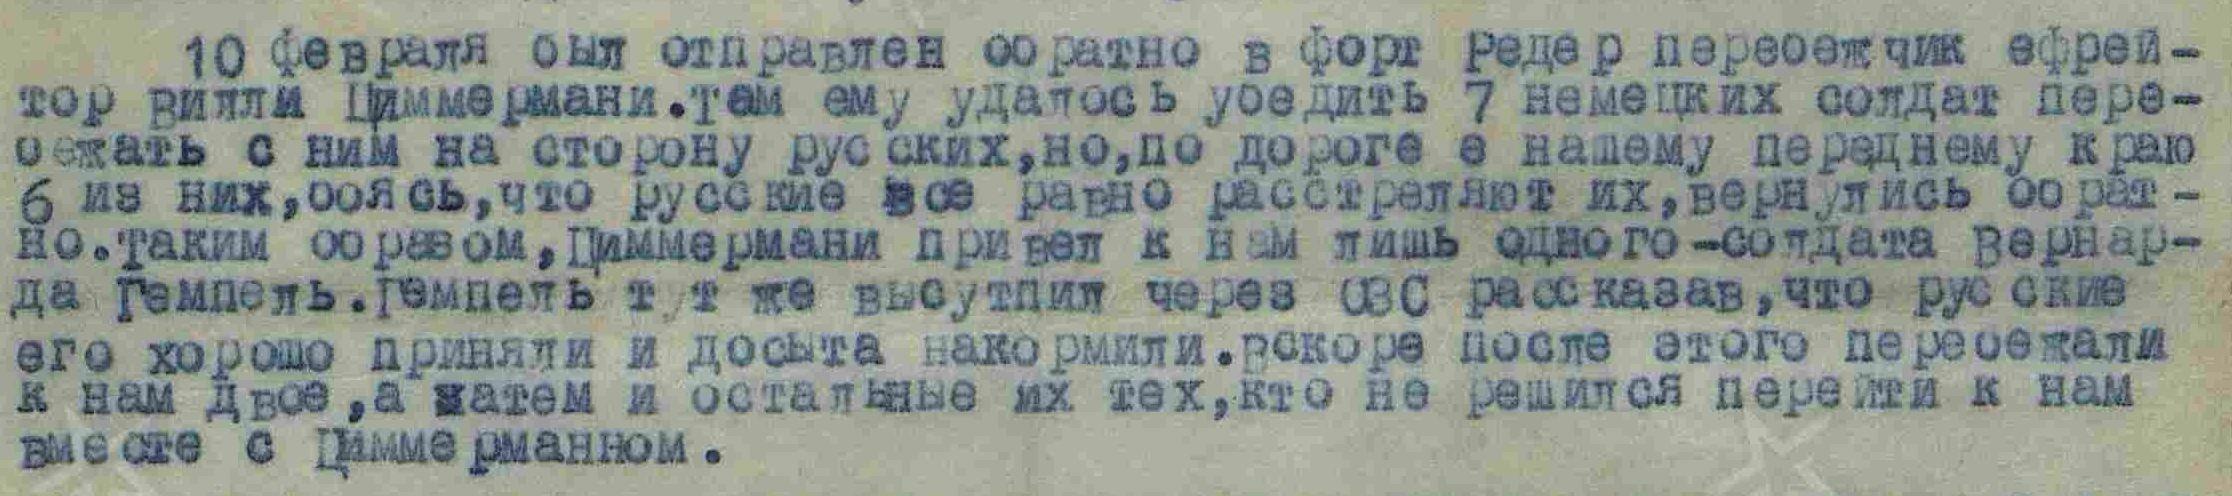 10 февраля был отправлен обратно в форт Редер перебежчик ефрей-
тор Вилли Циммермани.Там ему удалось убедить 7 немецких солдат пере-
бежать с ним на сторону русских,но,по дороге е нашему переднему краю
6 из них,боясь,что русские все равно расстреляют их,вернулись обрат-
но.Таким образом,Циммермани привел к нам лишь одного-солдата Бернар-
да Гемпель.Гемпель тут же высутпил через ОЗС рассказав,что русские
его хорошо приняли и досыта накормили.Вскоре после этого перебежали
к нам двое,а затем и остальные их тех,кто не решился перейти к нам
вместе с Циммерманном.